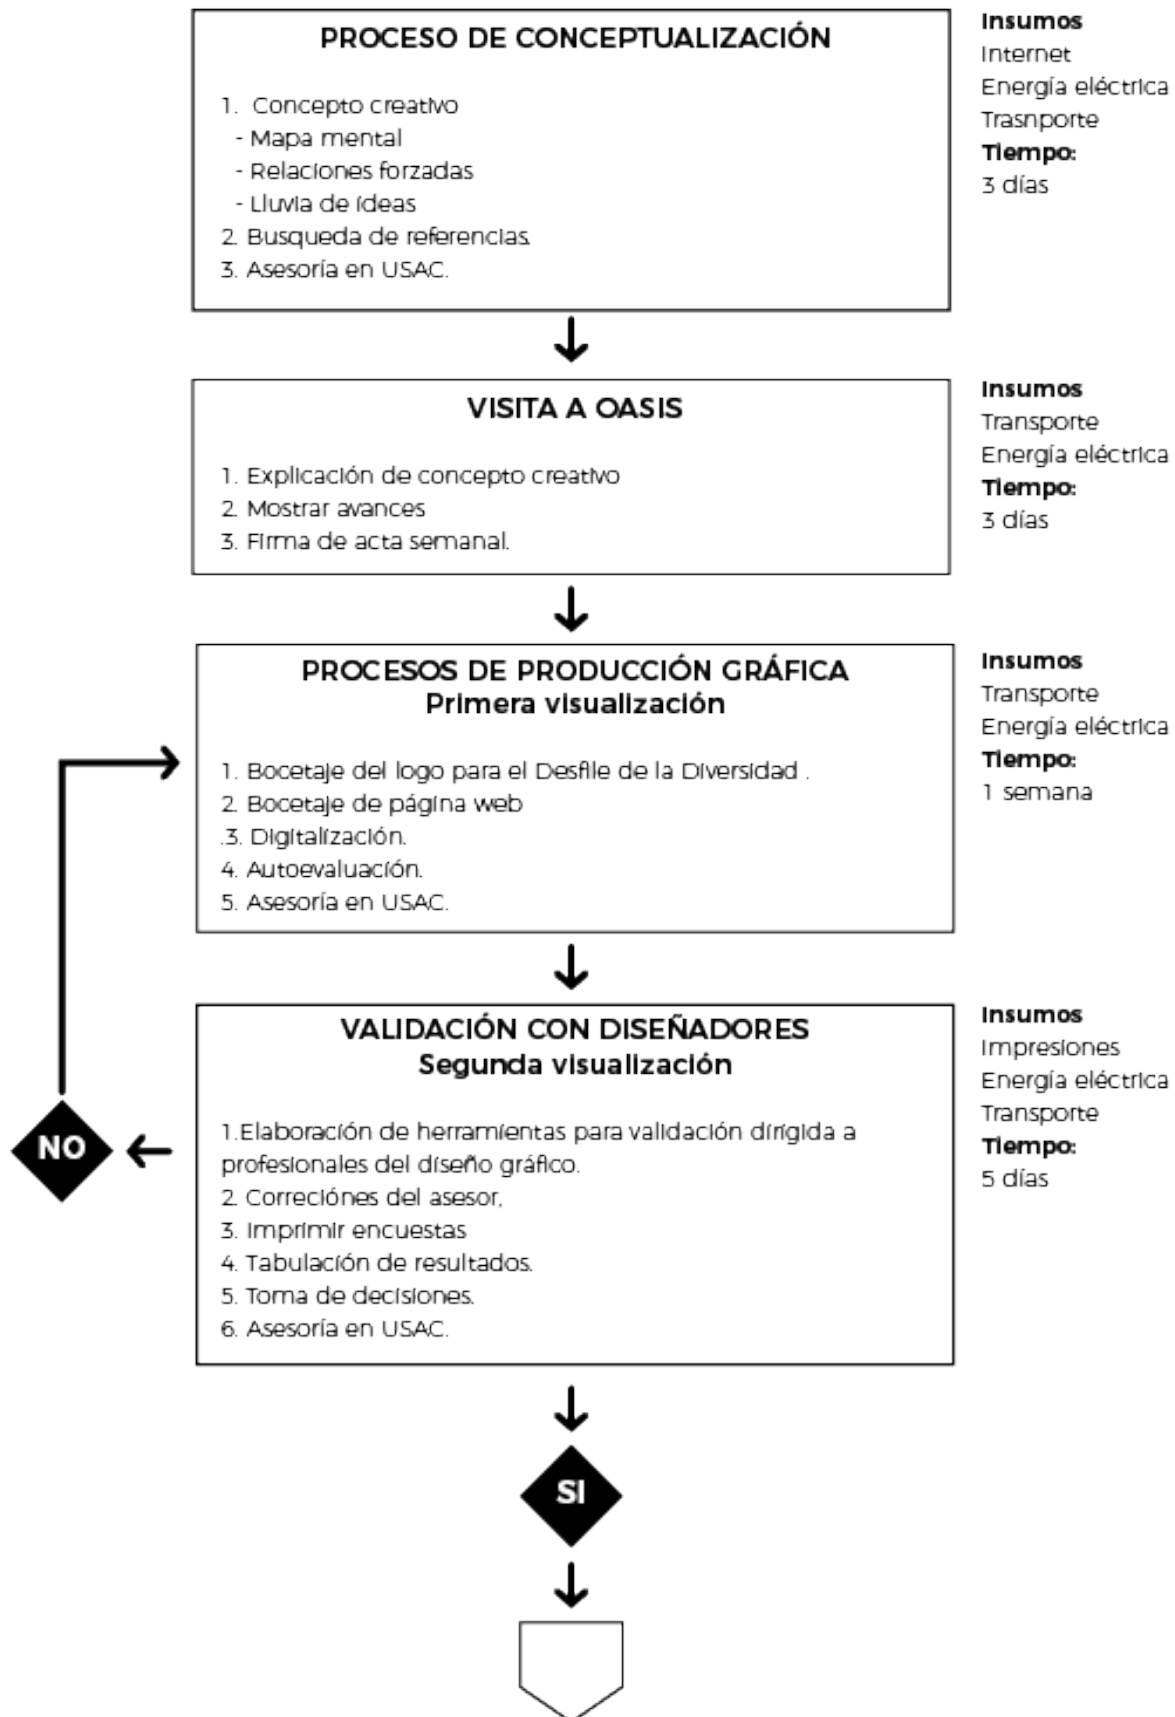 PROCESO DE CONCEPTUALIZACIÓN
1. Concepto creativo
- Mapa mental
- Relaciones forzadas
- Lluvia de ideas
2. Busqueda de referencias.
3. Asesoría en USAC.
Insumos
Internet
Energía eléctrica
Trasnporte
Tiempo:
3 días
VISITA A OASIS
1. Explicación de concepto creativo
2. Mostrar avances
3. Firma de acta semanal.
Insumos
Transporte
Energía eléctrica
Tiempo:
3 días
PROCESOS DE PRODUCCIÓN GRÁFICA
Primera visualización
1. Bocetaje del logo para el Desfile de la Diversidad .
2. Bocetaje de página web
.3. Digitalización.
4. Autoevaluación.
5. Asesoría en USAC.
Insumos
Transporte
Energía eléctrica
Tiempo:
1 semana
VALIDACIÓN CON DISEÑADORES
Segunda visualización
1.Elaboración de herramientas para validación dirigida a
profesionales del diseño gráfico.
2. Correciónes del asesor,
3. Imprimir encuestas
4. Tabulación de resultados.
5. Toma de decisiones.
6. Asesoría en USAC.
Insumos
Impresiones
Energía eléctrica
Transporte
Tiempo:
5 días
NO
SI